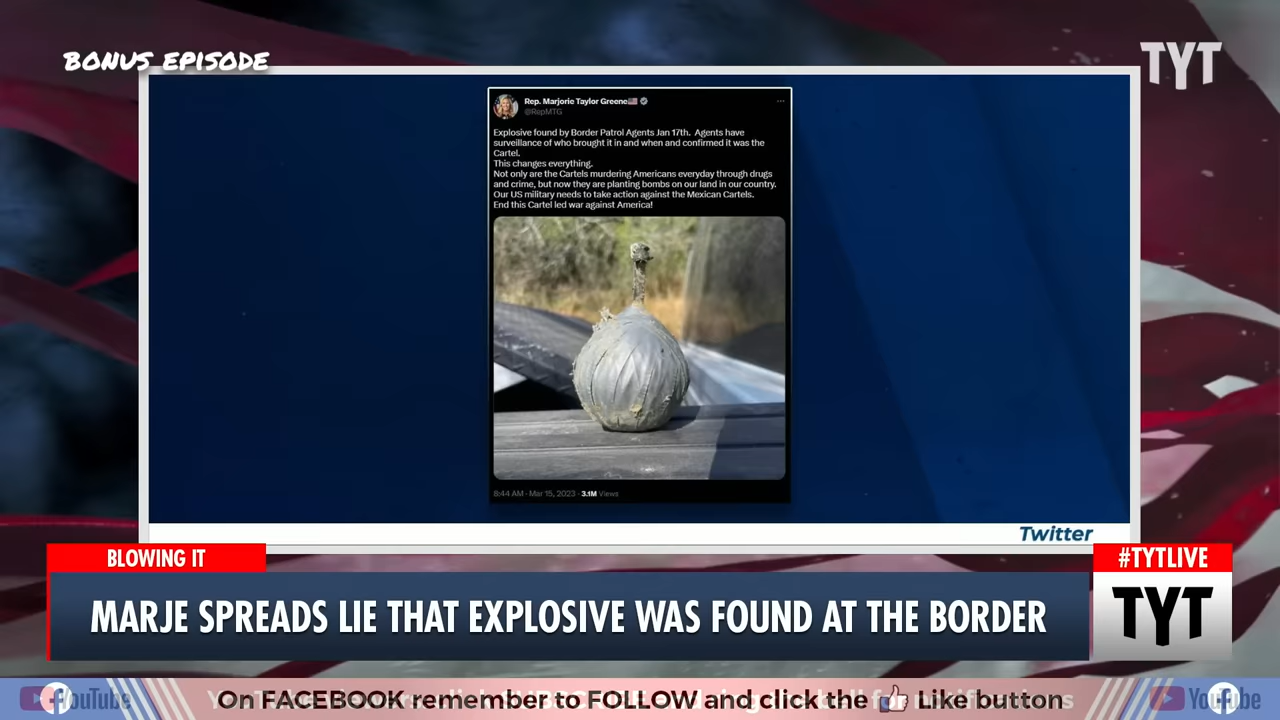 BONUS EPISODE
TYT
Rep. Marjorie Taylor Greene🇺🇸
@RepMTG
Explosive found by Border Patrol Agents Jan 17th. Agents have
surveillance of who brought it in and when and confirmed it was the
Cartel.
This changes everything.
Not only are the Cartels murdering Americans everyday through drugs
and crime, but now they are planting bombs on our land in our country.
Our US military needs to take action against the Mexican Cartels.
End this Cartel led war against America!
8:44 AM · Mar 15, 2023 · 3.1M Views
Twitter
BLOWING IT
#TYTLIVE
MARJE SPREADS LIE THAT EXPLOSIVE WAS FOUND AT THE BORDER
TYT
YouTube
On FACEBOOK remember to FOLLOW and click the 👍 Like button
YouTube